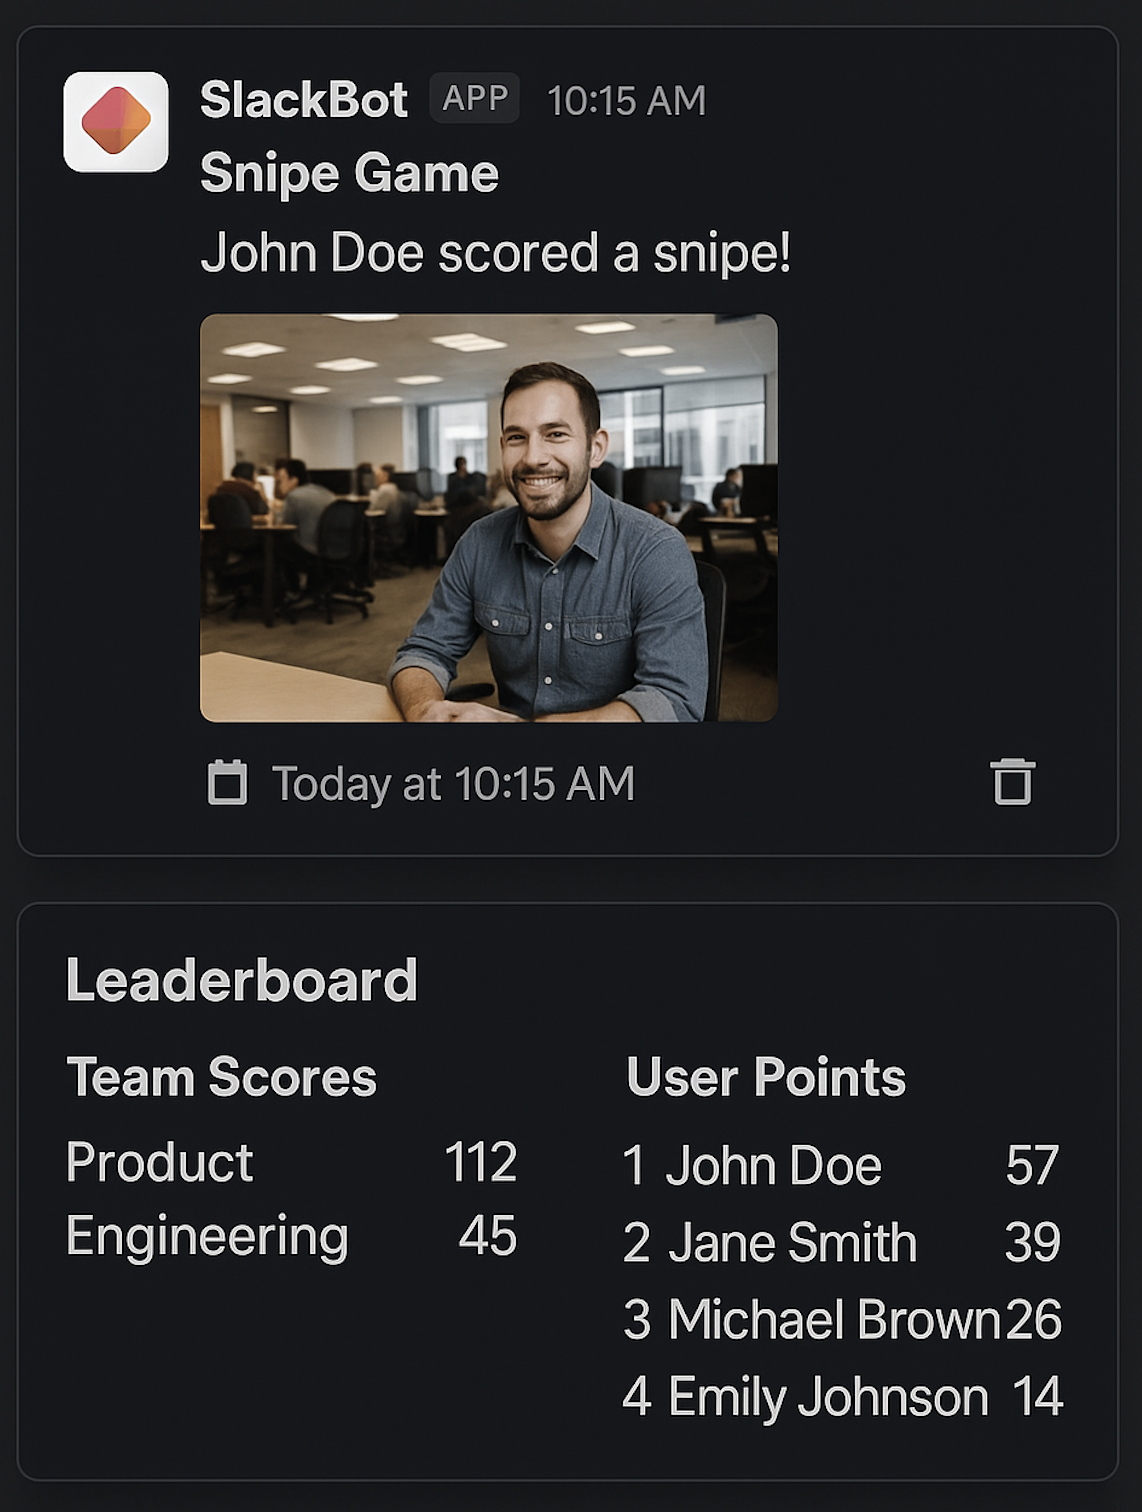 SlackBot APP 10:15 AM
Snipe Game
John Doe scored a snipe!
Today at 10:15 AM
Leaderboard
Team Scores
Product 112
Engineering 45
User Points
1 John Doe 57
2 Jane Smith 39
3 Michael Brown 26
4 Emily Johnson 14